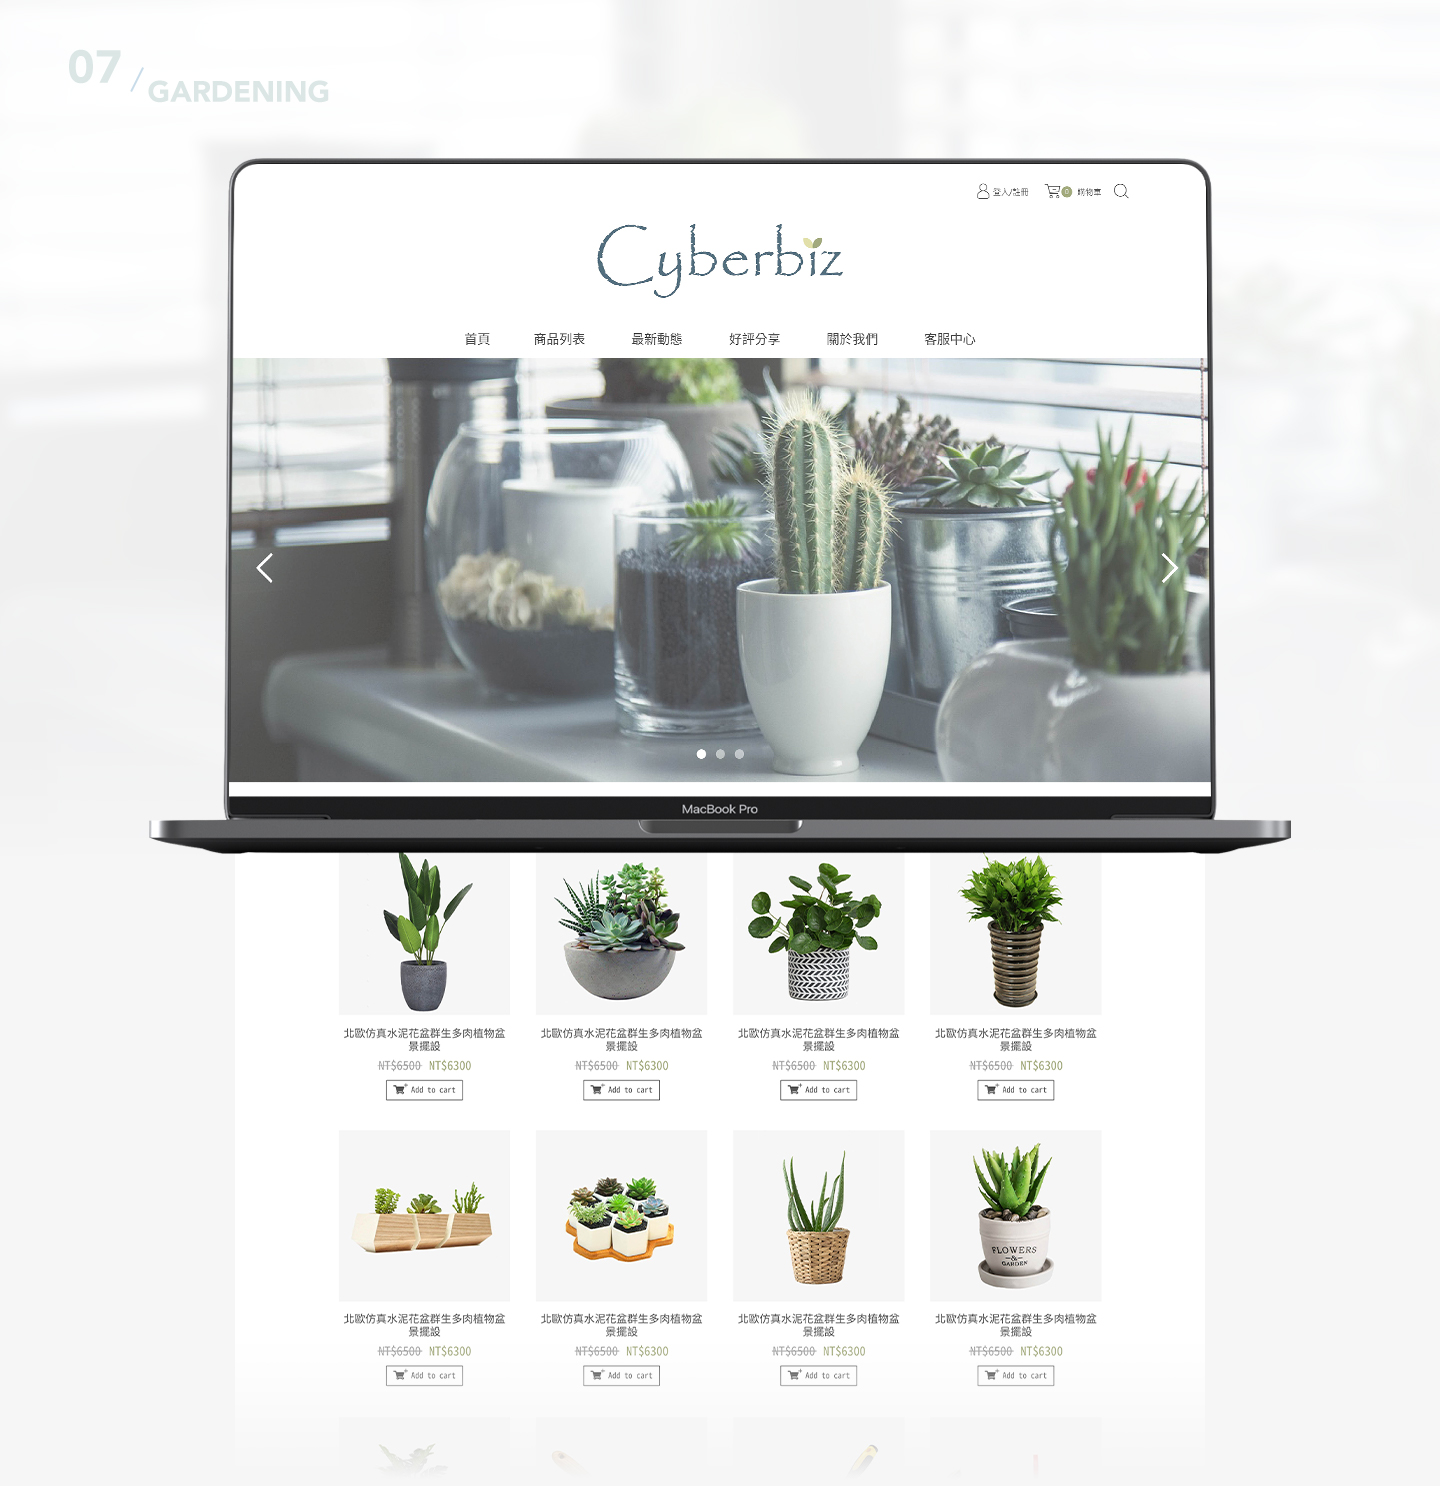 07 / GARDENING
登入/註冊 0 購物車
Cyberbiz
首頁 商品列表 最新動態 好評分享 關於我們 客服中心
MacBook Pro
北歐仿真水泥花盆群生多肉植物盆 北歐仿真水泥花盆群生多肉植物盆 北歐仿真水泥花盆群生多肉植物盆 北歐仿真水泥花盆群生多肉植物盆
景擺設 景擺設 景擺設 景擺設
NT$6500 NT$6300 NT$6500 NT$6300 NT$6500 NT$6300 NT$6500 NT$6300
Add to cart Add to cart Add to cart Add to cart
FLOWERS
-&-
GARDEN
北歐仿真水泥花盆群生多肉植物盆 北歐仿真水泥花盆群生多肉植物盆 北歐仿真水泥花盆群生多肉植物盆 北歐仿真水泥花盆群生多肉植物盆
景擺設 景擺設 景擺設 景擺設
NT$6500 NT$6300 NT$6500 NT$6300 NT$6500 NT$6300 NT$6500 NT$6300
Add to cart Add to cart Add to cart Add to cart